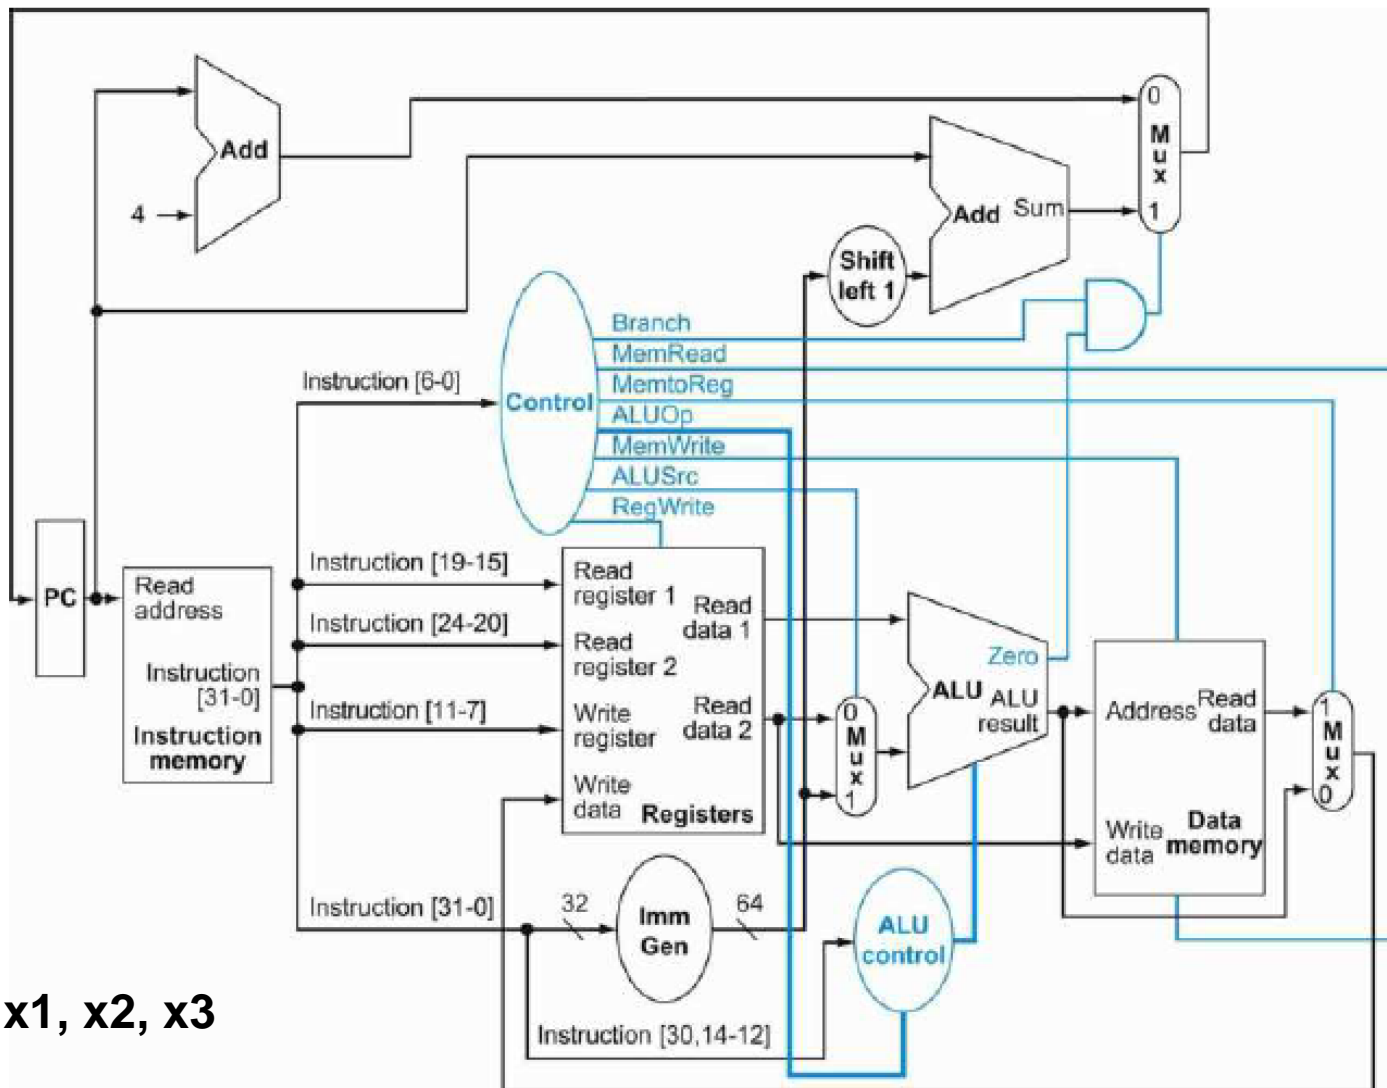 0
M
u
x
1
Add
4
Add Sum
Shift
left 1
Branch
MemRead
MemtoReg
ALUOp
MemWrite
ALUSrc
RegWrite
Control
Instruction [6-0]
Instruction [19-15]
Instruction [24-20]
Instruction [11-7]
PC
Read
address
Instruction
[31-0]
Instruction
memory
Read
register 1
Read
register 2
Write
register
Write
data
Read
data 1
Read
data 2
Registers
0
M
u
x
1
Zero
ALU
ALU
result
Address
Read
data
Write
data
Data
memory
1
M
u
x
0
Instruction [31-0]
32
Imm
Gen
64
ALU
control
Instruction [30,14-12]
x1, x2, x3